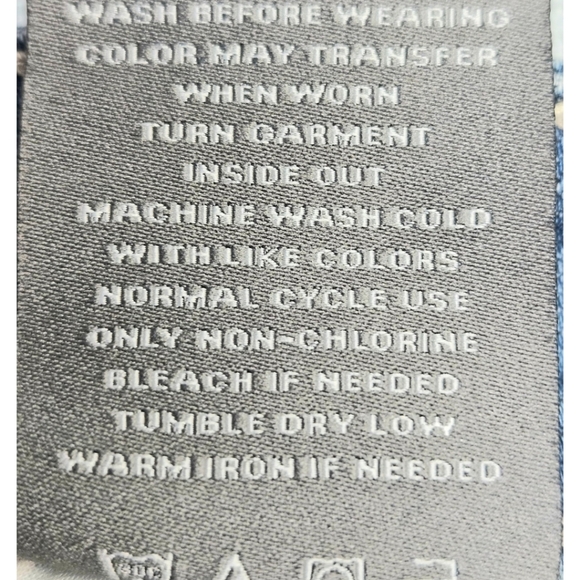 WASH BEFORE WEARING
COLOR MAY TRANSFER
WHEN WORN
TURN GARMENT
INSIDE OUT
MACHINE WASH COLD
WITH LIKE COLORS
NORMAL CYCLE USE
ONLY NON-CHLORINE
BLEACH IF NEEDED
TUMBLE DRY LOW
WARM IRON IF NEEDED